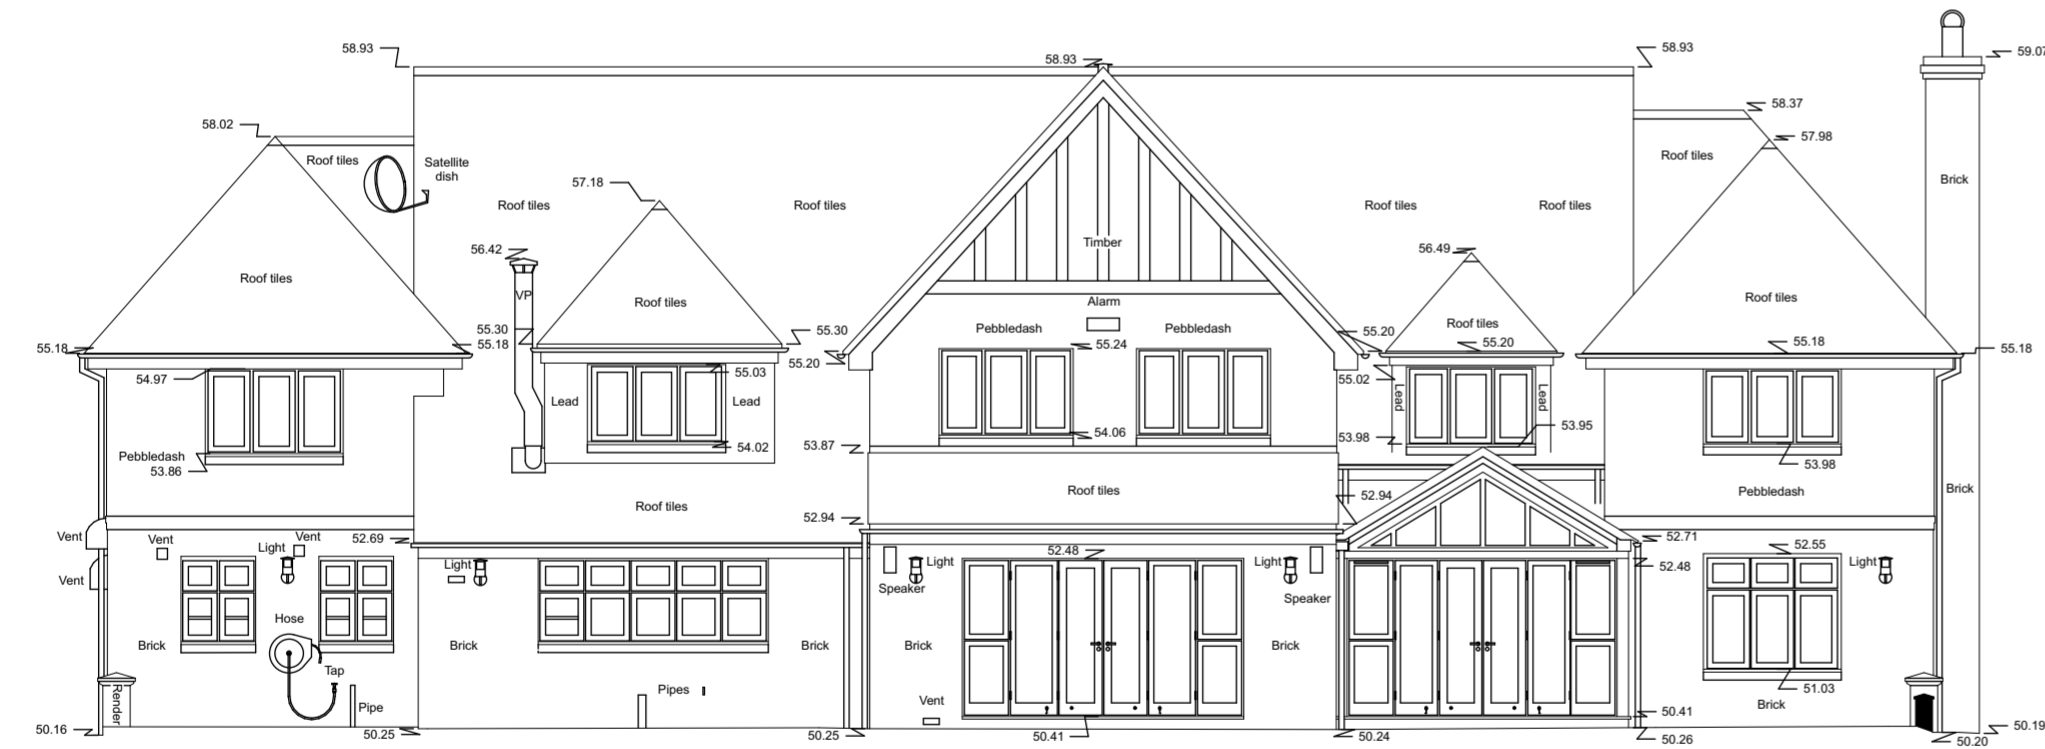 58.93
58.93
58.93
59.07
58.37
58.02
57.98
Roof tiles
Satellite
dish
Roof tiles
Brick
57.18
Roof tiles
Roof tiles
Roof tiles
Roof tiles
Timber
56.42
56.49
Roof tiles
VP
Roof tiles
Alarm
Roof tiles
55.30
55.30
Pebbledash
Pebbledash
55.20
Roof tiles
55.18
55.18
55.20
55.24
55.20
55.18
55.18
54.97
55.03
55.02
Lead
Lead
Lead
Lead
53.95
54.06
53.98
53.87
54.02
Pebbledash
53.86
53.98
Roof tiles
Pebbledash
Brick
Roof tiles
52.94
52.94
Vent
Vent
Vent
Light
52.69
52.71
52.48
52.55
Light
Light
Light
52.48
Light
Vent
Speaker
Speaker
Hose
Brick
Brick
Brick
Brick
Brick
Tap
Render
Pipes
51.03
Pipe
Vent
Brick
50.16
50.25
50.25
50.41
50.24
50.41
50.26
50.20
50.19